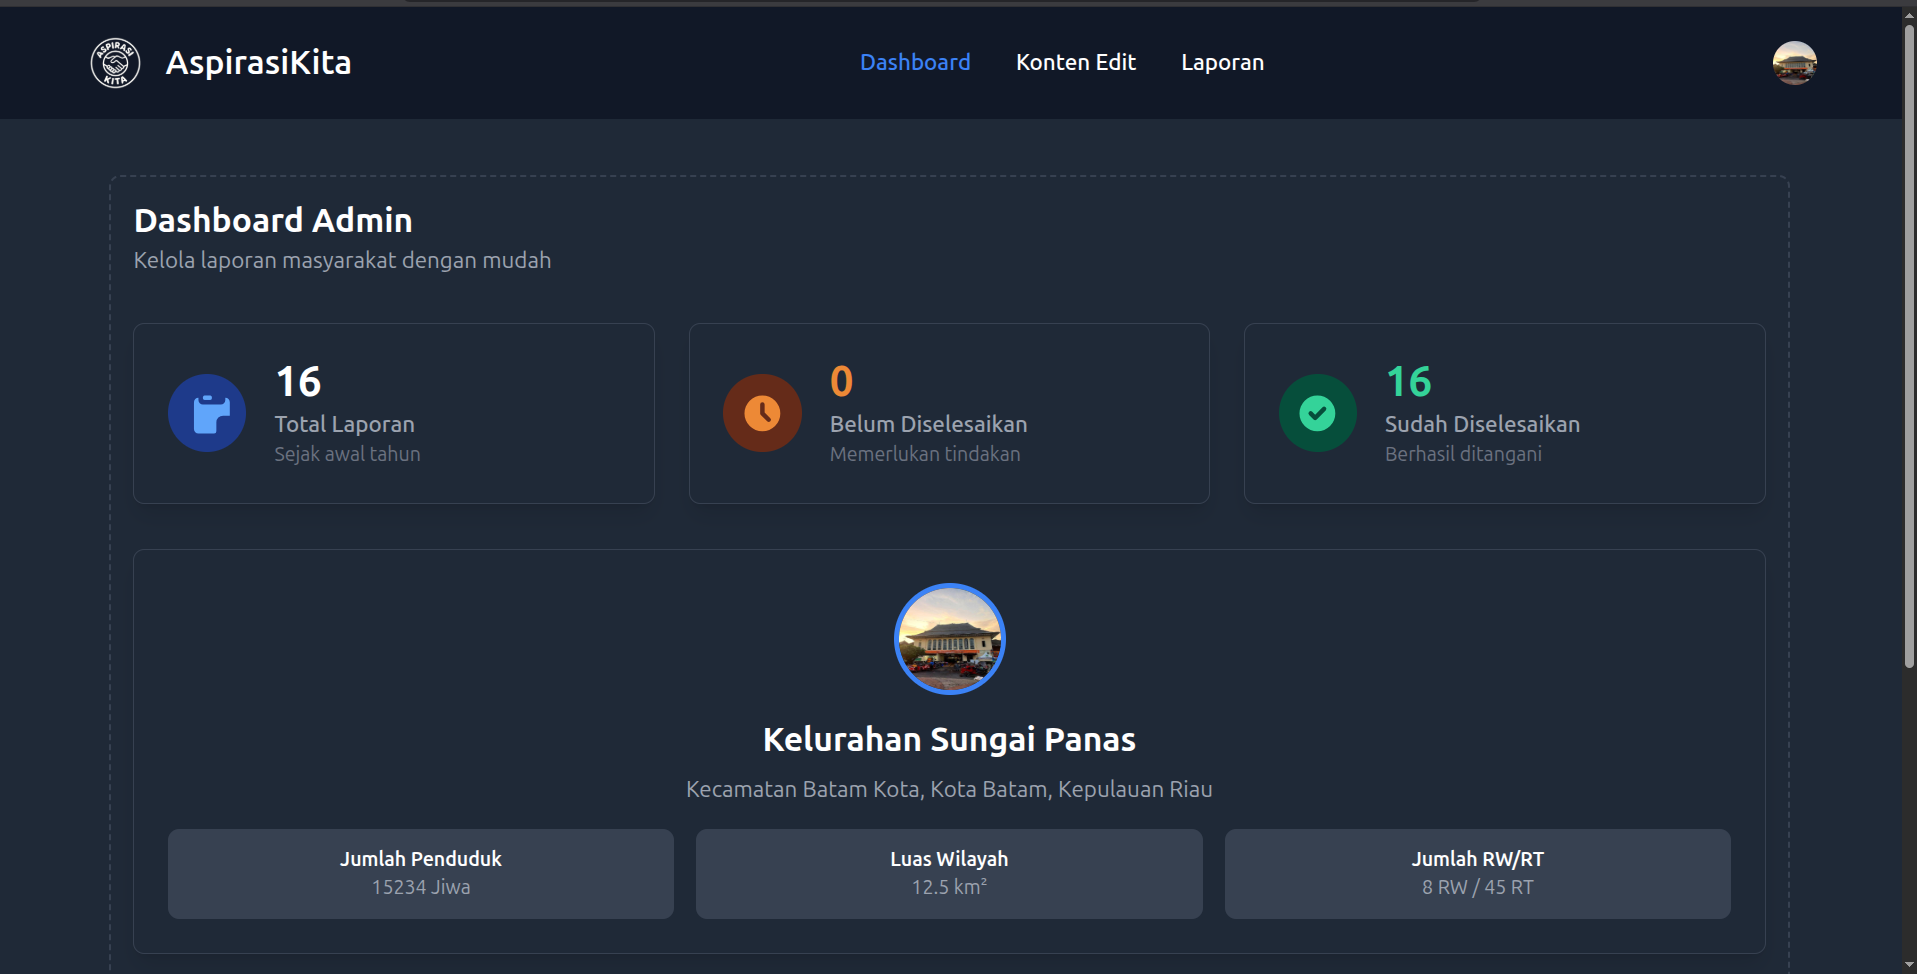 ASPIRASI
KITA
AspirasiKita
Dashboard
Konten Edit
Laporan
Dashboard Admin
Kelola laporan masyarakat dengan mudah
16
Total Laporan
Sejak awal tahun
0
Belum Diselesaikan
Memerlukan tindakan
16
Sudah Diselesaikan
Berhasil ditangani
Kelurahan Sungai Panas
Kecamatan Batam Kota, Kota Batam, Kepulauan Riau
Jumlah Penduduk
15234 Jiwa
Luas Wilayah
12.5 km²
Jumlah RW/RT
8 RW / 45 RT